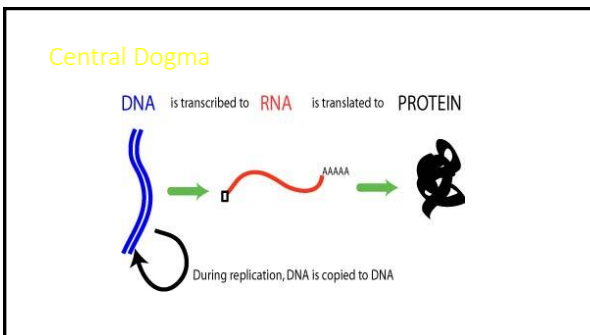 Central Dogma
DNA is transcribed to RNA is translated to PROTEIN
AAAAA
During replication, DNA is copied to DNA